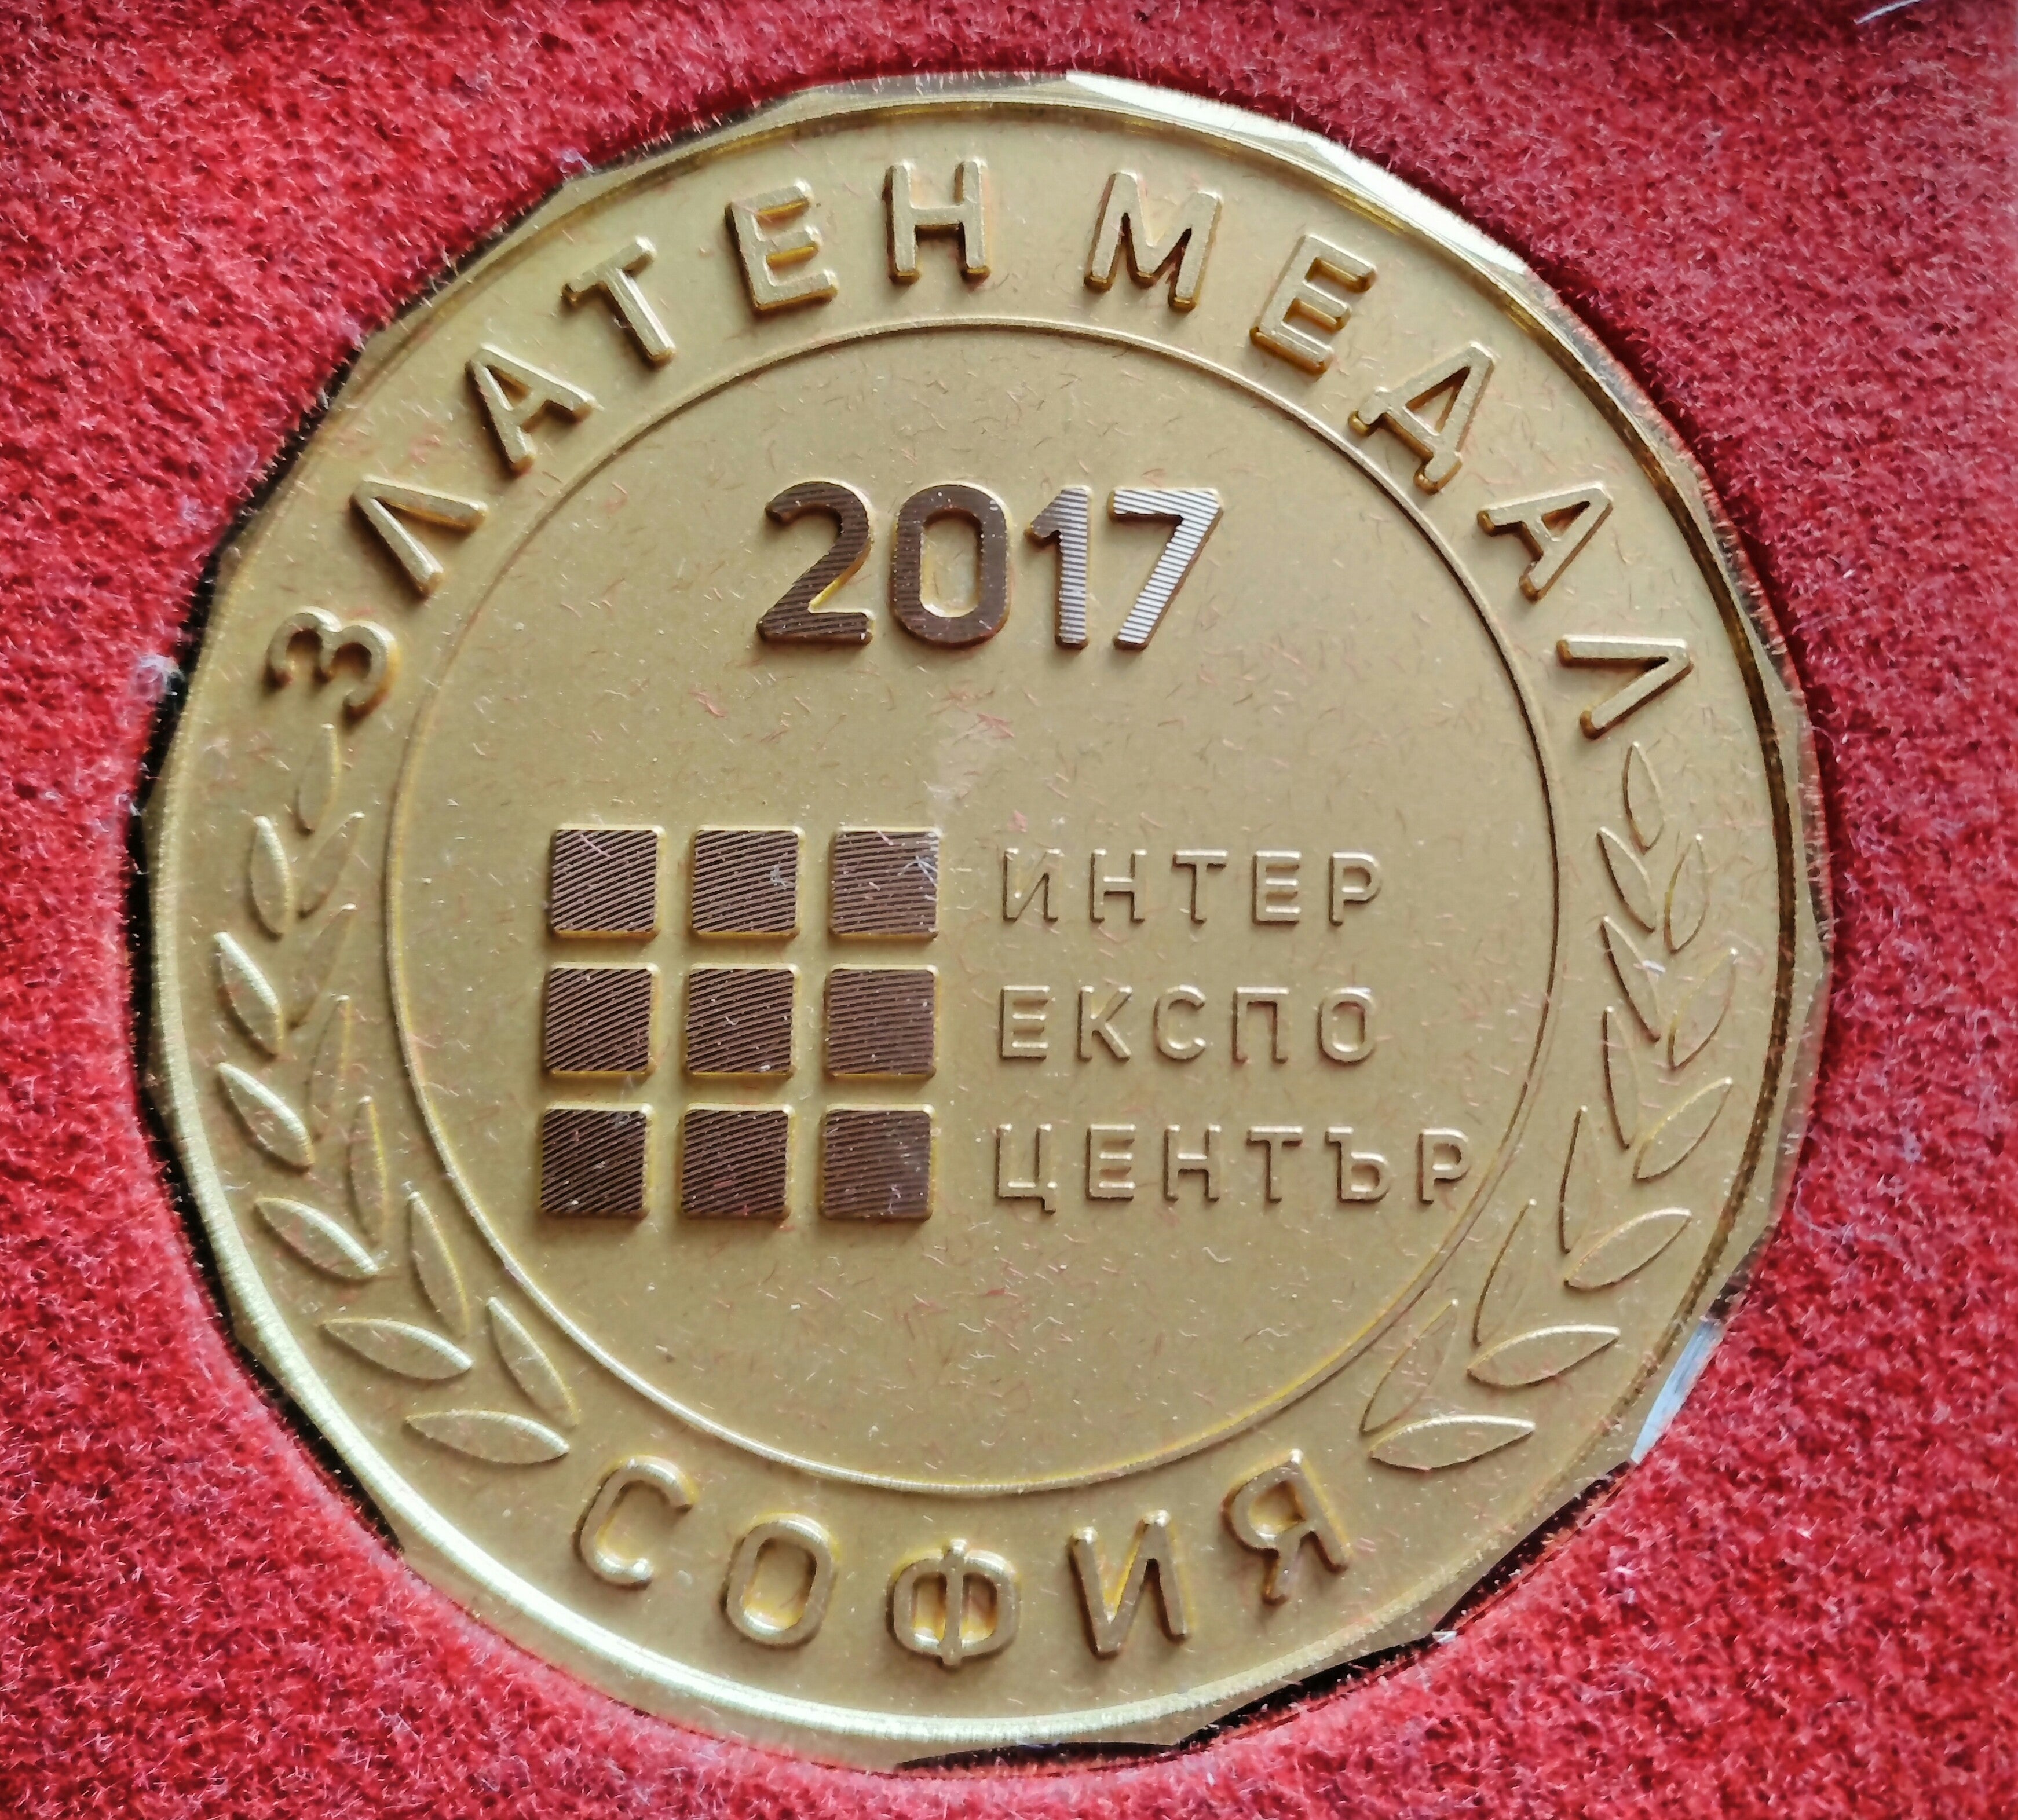 ЗЛАТЕН МЕДАЛ
2017
ИНТЕР
ЕКСПО
ЦЕНТЪР
СОФИЯ